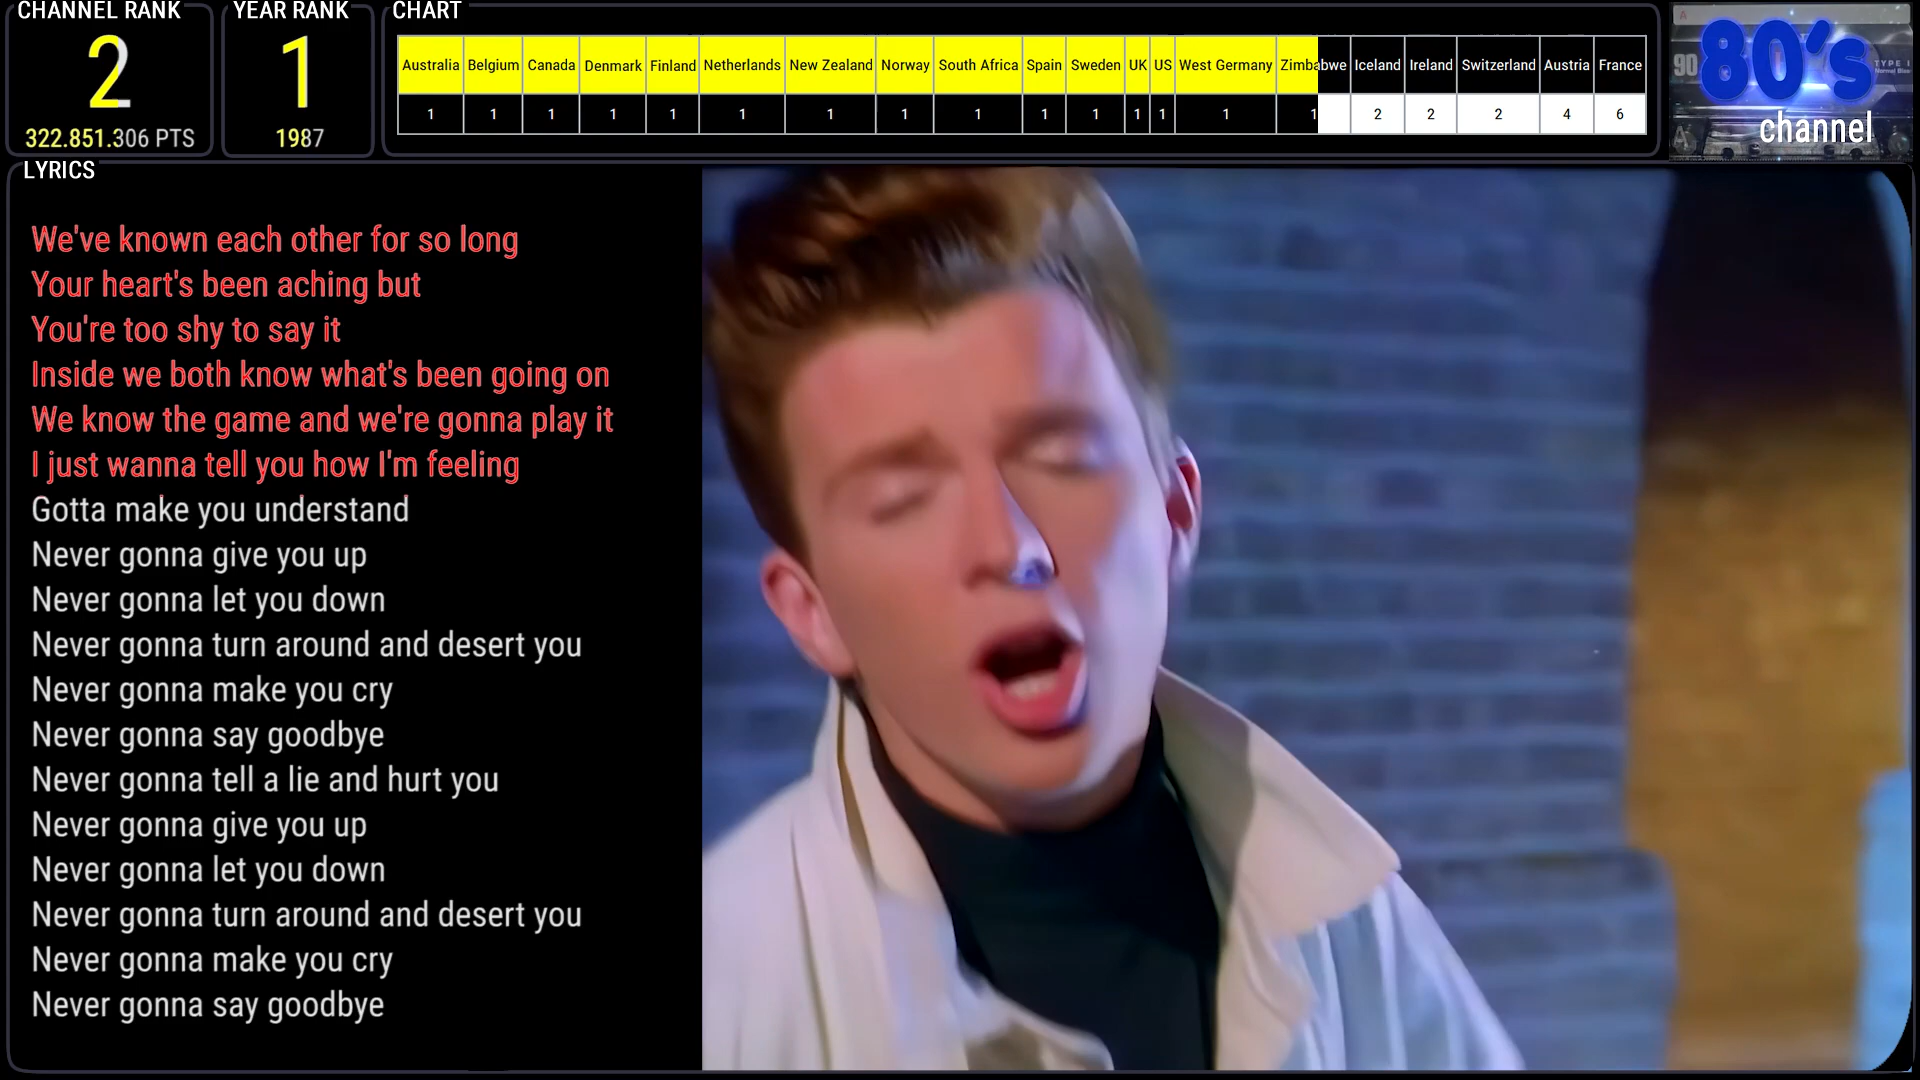 CHANNEL RANK
2
322.851.306 PTS
YEAR RANK
1
1987
CHART
Australia Belgium Canada Denmark Finland Netherlands New Zealand Norway South Africa Spain Sweden UK US West Germany Zimbabwe Iceland Ireland Switzerland Austria France
1 1 1 1 1 1 1 1 1 1 1 1 1 1 1 2 2 2 4 6
A
90
TYPE I
80's
channel
A
LYRICS
We've known each other for so long
Your heart's been aching but
You're too shy to say it
Inside we both know what's been going on
We know the game and we're gonna play it
I just wanna tell you how I'm feeling
Gotta make you understand
Never gonna give you up
Never gonna let you down
Never gonna turn around and desert you
Never gonna make you cry
Never gonna say goodbye
Never gonna tell a lie and hurt you
Never gonna give you up
Never gonna let you down
Never gonna turn around and desert you
Never gonna make you cry
Never gonna say goodbye